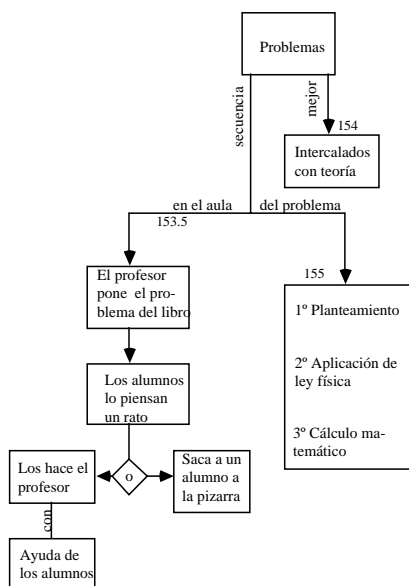 Problemas
secuencia
mejor
154
Intercalados
con teoría
en el aula
del problema
153.5
155
El profesor
pone el pro-
blema del libro
1º Planteamiento
2º Aplicación de
ley física
3º Cálculo ma-
temático
Los alumnos
lo piensan
un rato
Los hace el
profesor
o
Saca a un
alumno a
la pizarra
con
Ayuda de
los alumnos